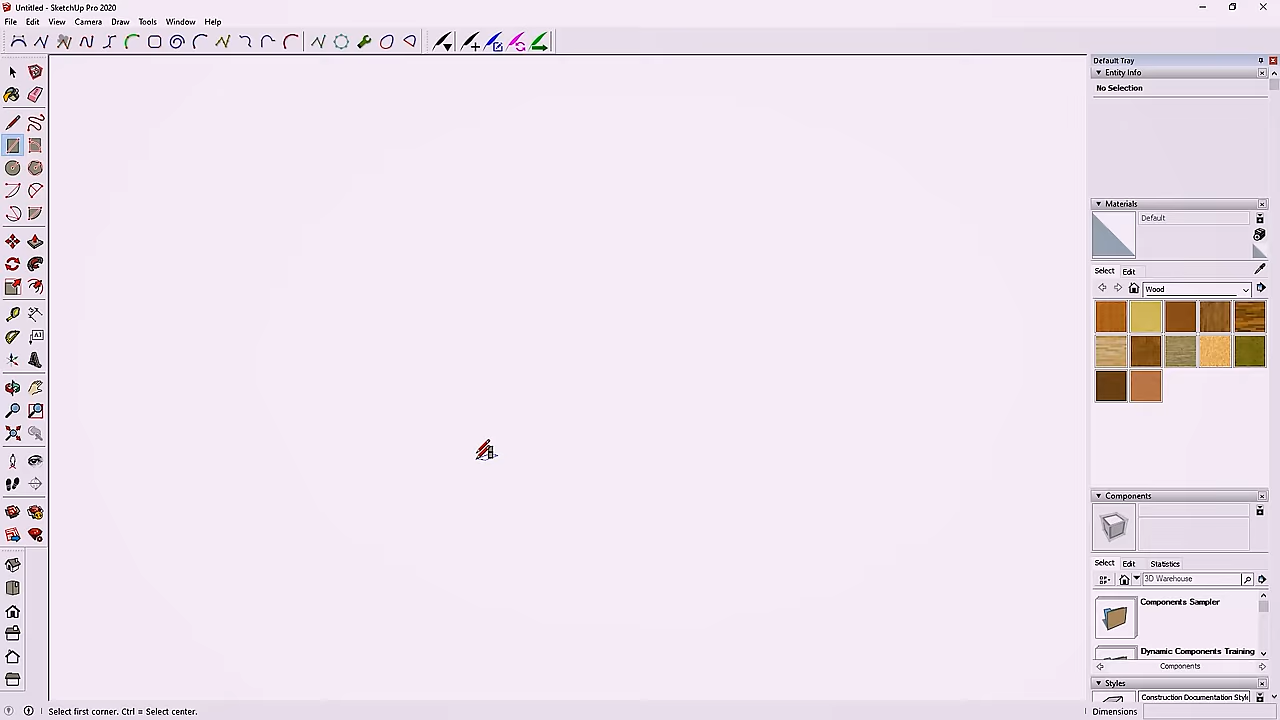 Untitled - SketchUp Pro 2020
File Edit View Camera Draw Tools Window Help
Default Tray
Entity Info
No Selection
Materials
Default
Select Edit
Wood
Components
Select Edit Statistics
3D Warehouse
Components Sampler
Dynamic Components Training
Components
Styles
Construction Documentation Style
Select first corner. Ctrl = Select center.
Dimensions